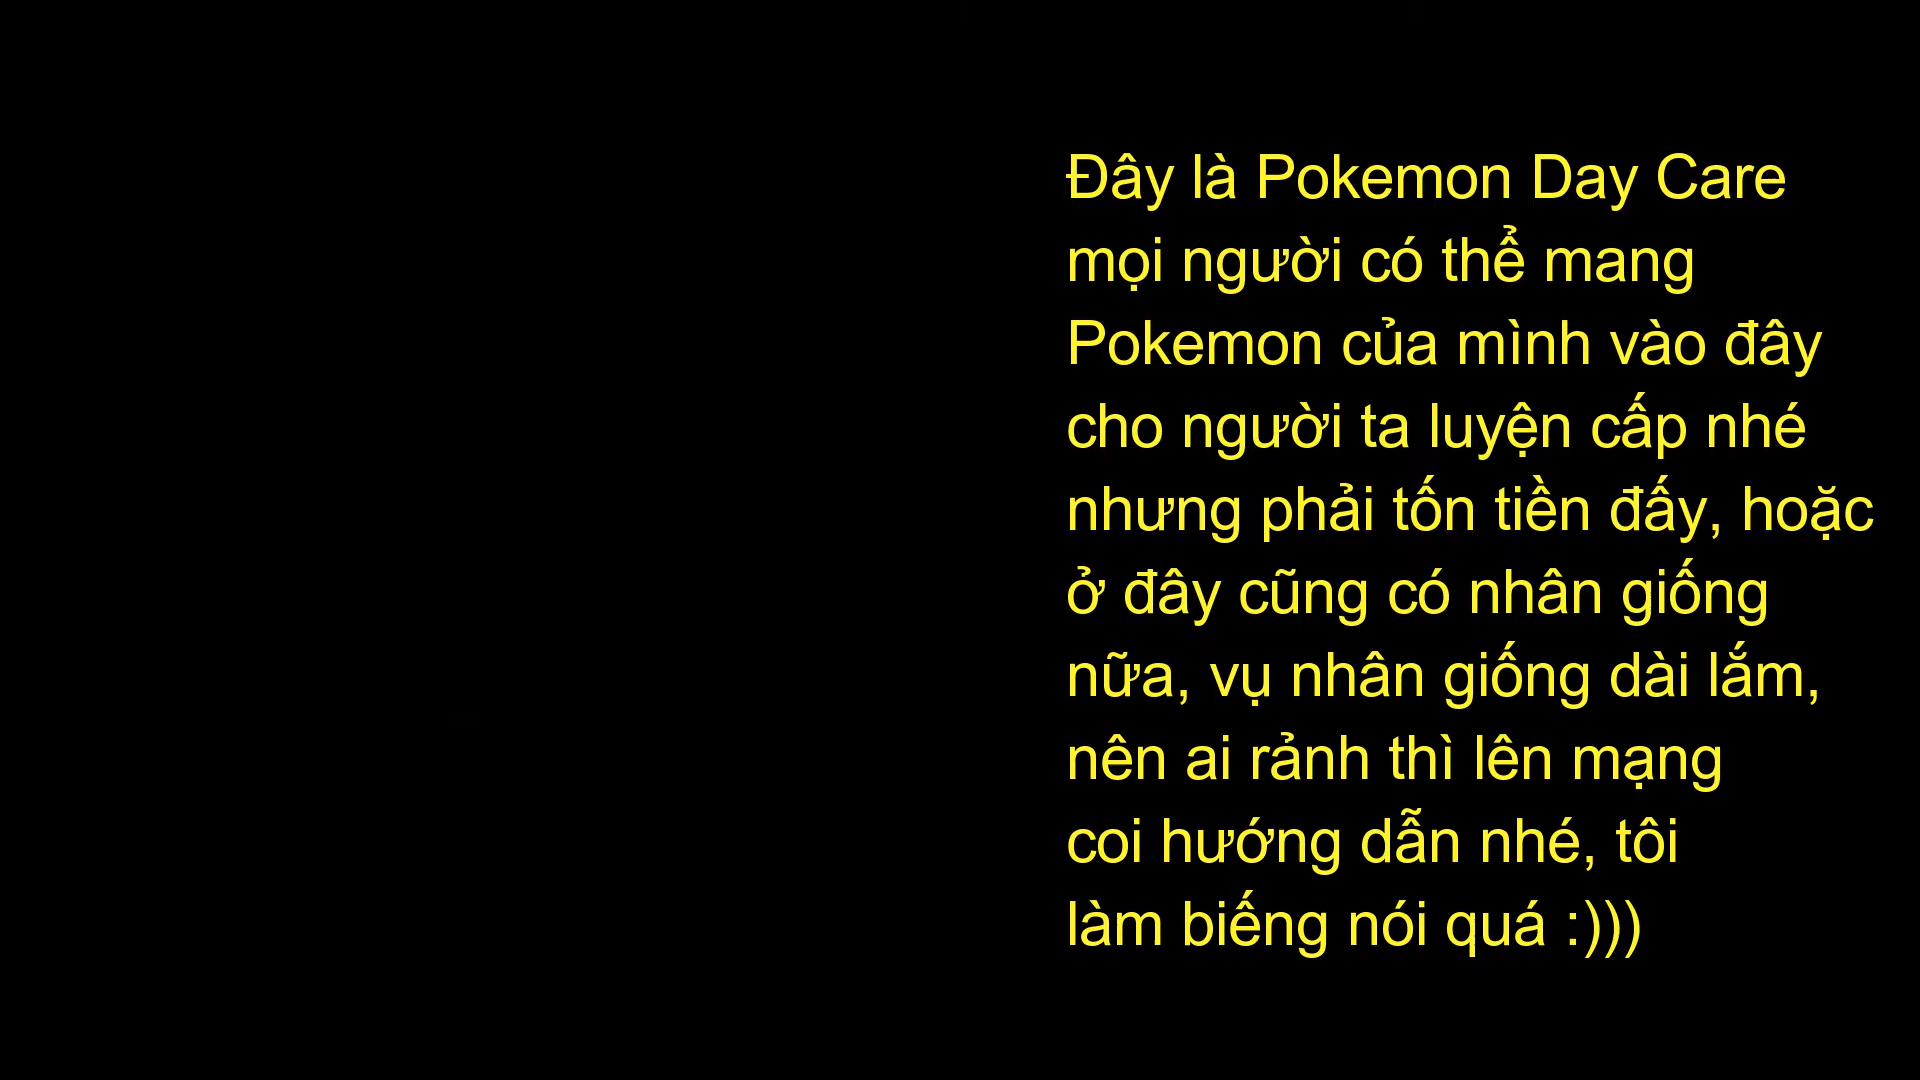 Đây là Pokemon Day Care
mọi người có thể mang
Pokemon của mình vào đây
cho người ta luyện cấp nhé
nhưng phải tốn tiền đấy, hoặc
ở đây cũng có nhân giống
nữa, vụ nhân giống dài lắm,
nên ai rảnh thì lên mạng
coi hướng dẫn nhé, tôi
làm biếng nói quá :)))